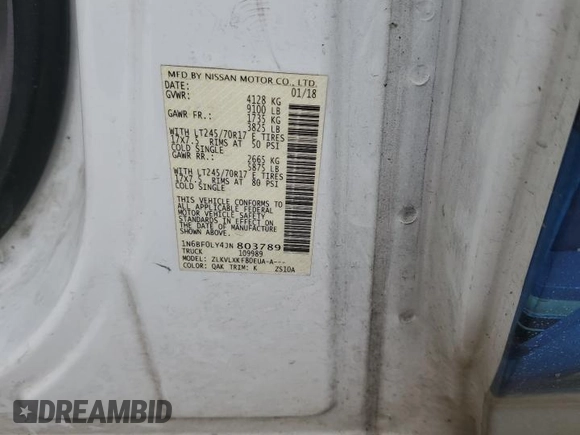 MFD BY NISSAN MOTOR CO., LTD.
DATE: 01/18
GVWR: 4128 KG
9100 LB
GAWR FR.: 1735 KG
3825 LB
WITH LT245/70R17 E TIRES
17X7.5 RIMS AT 50 PSI
COLD SINGLE
GAWR RR.: 2665 KG
5875 LB
WITH LT245/70R17 E TIRES
17X7.5 RIMS AT 80 PSI
COLD SINGLE
THIS VEHICLE CONFORMS TO
ALL APPLICABLE FEDERAL
MOTOR VEHICLE SAFETY
STANDARDS IN EFFECT ON
THE DATE OF MANUFACTURE
SHOWN ABOVE.
1N6BF0LY4JN 803789
TRUCK 109989
MODEL: ZLKVLXKF8DEUA-A---
COLOR: QAK TRIM: K ZS10A
DREAMBID